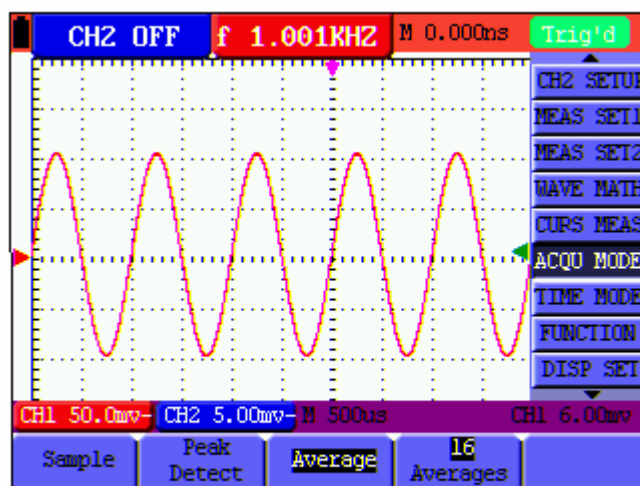 CH2 OFF
f 1.001KHZ
M 0.000ns
Trig'd
CH2 SETUP
MEAS SET1
MEAS SET2
WAVE MATH
CURS MEAS
ACQU MODE
TIME MODE
FUNCTION
DISP SET
CH1 50.0mv-
CH2 5.00mv-
M 500us
CH1 6.00mv
Sample
Peak
Detect
Average
16
Averages